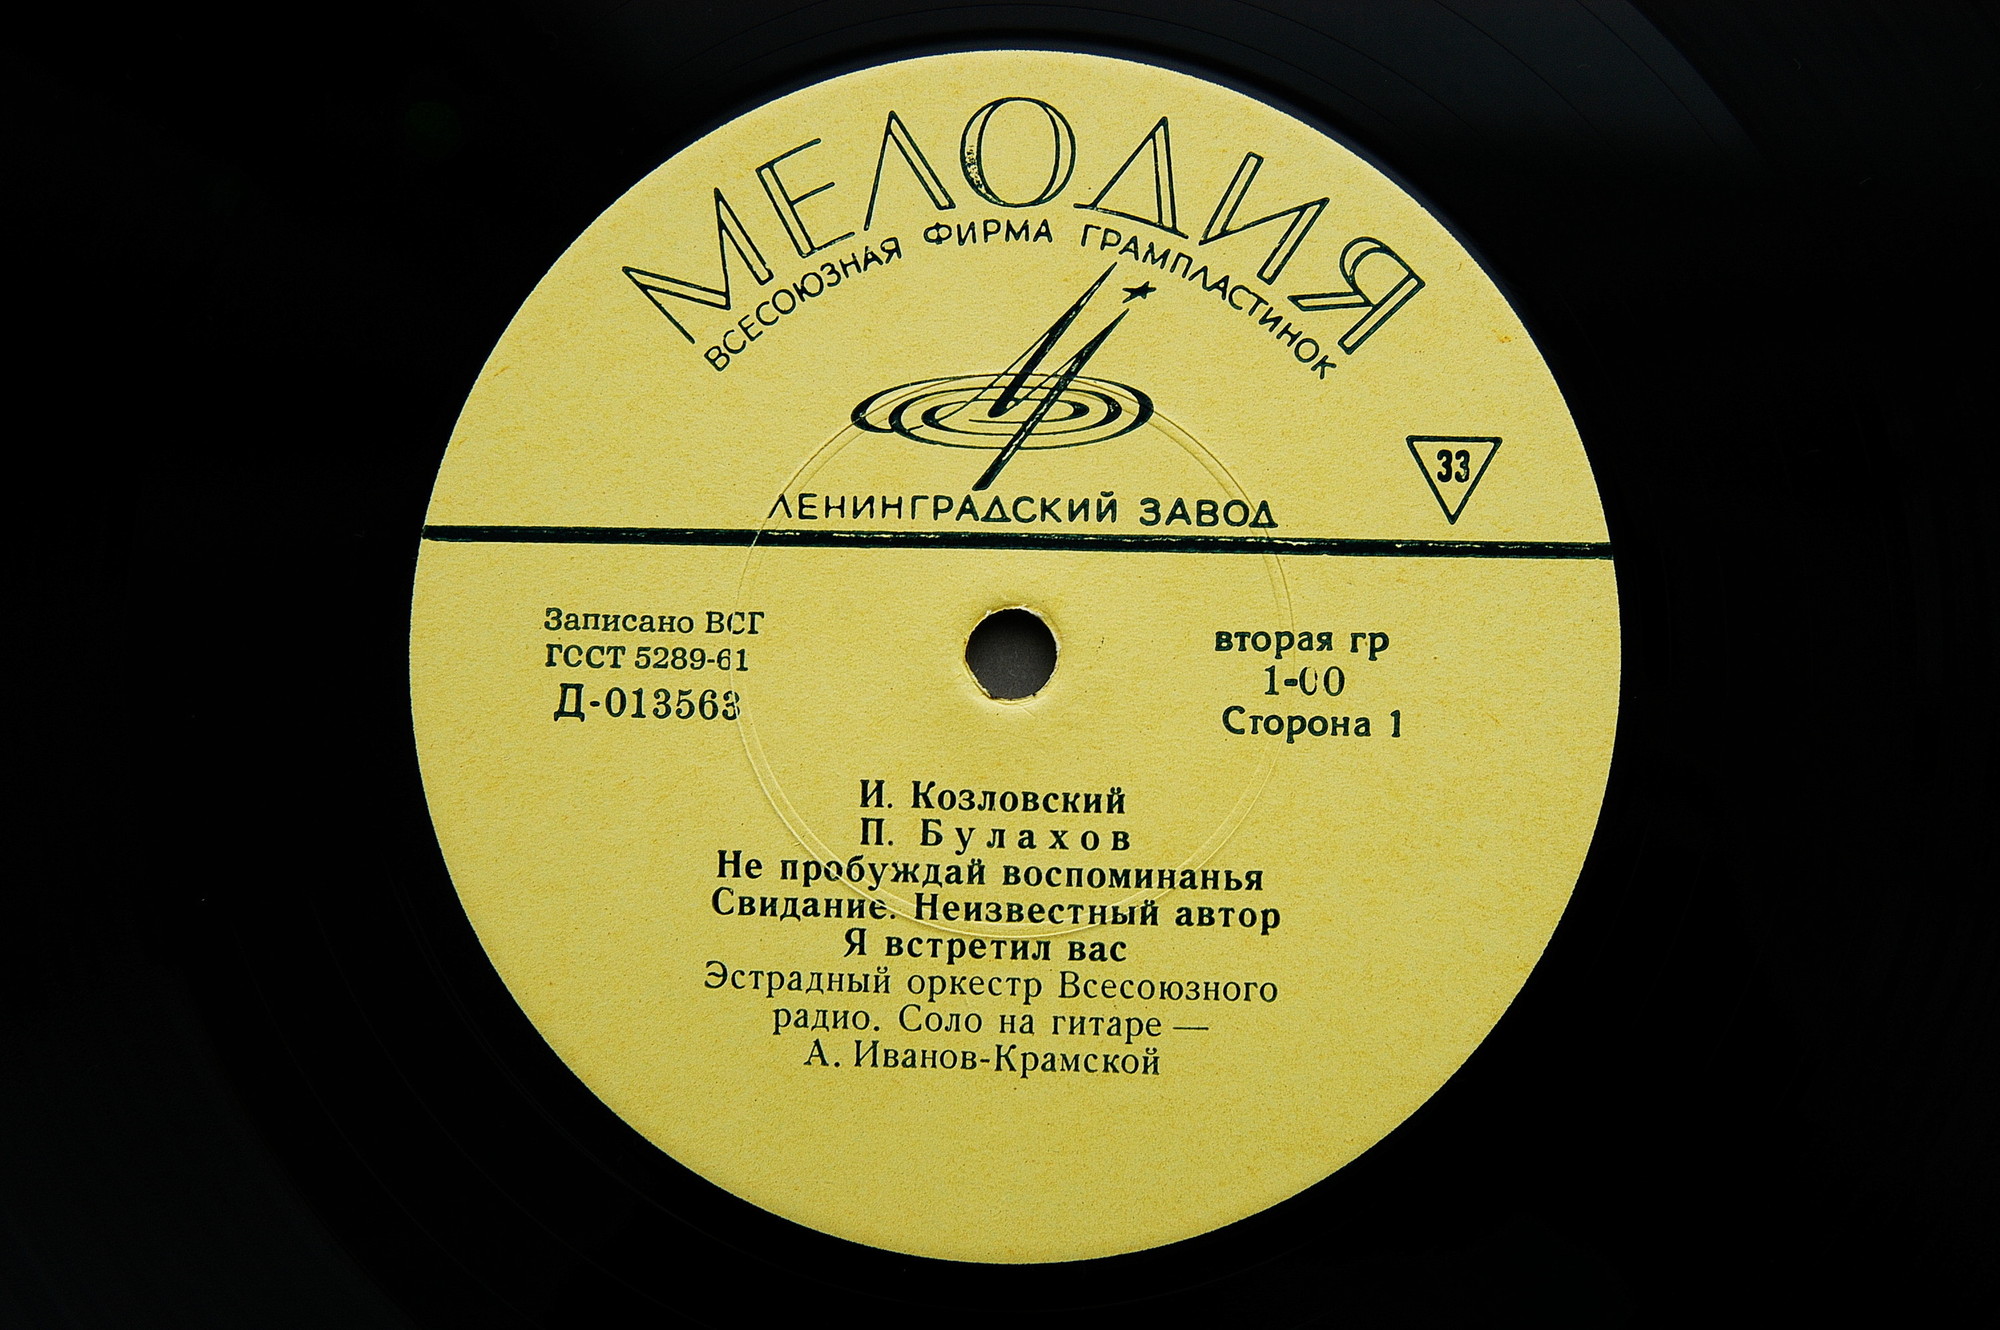 МЕЛОДИЯ
ВСЕСОЮЗНАЯ ФИРМА ГРАМПЛАСТИНОК
33
ЛЕНИНГРАДСКИЙ ЗАВОД
Записано ВСГ
ГОСТ 5289-61
Д-013563
вторая гр
1-00
Сторона 1
И. Козловский
П. Булахов
Не пробуждай воспоминанья
Свидание. Неизвестный автор
Я встретил вас
Эстрадный оркестр Всесоюзного
радио. Соло на гитаре —
А. Иванов-Крамской